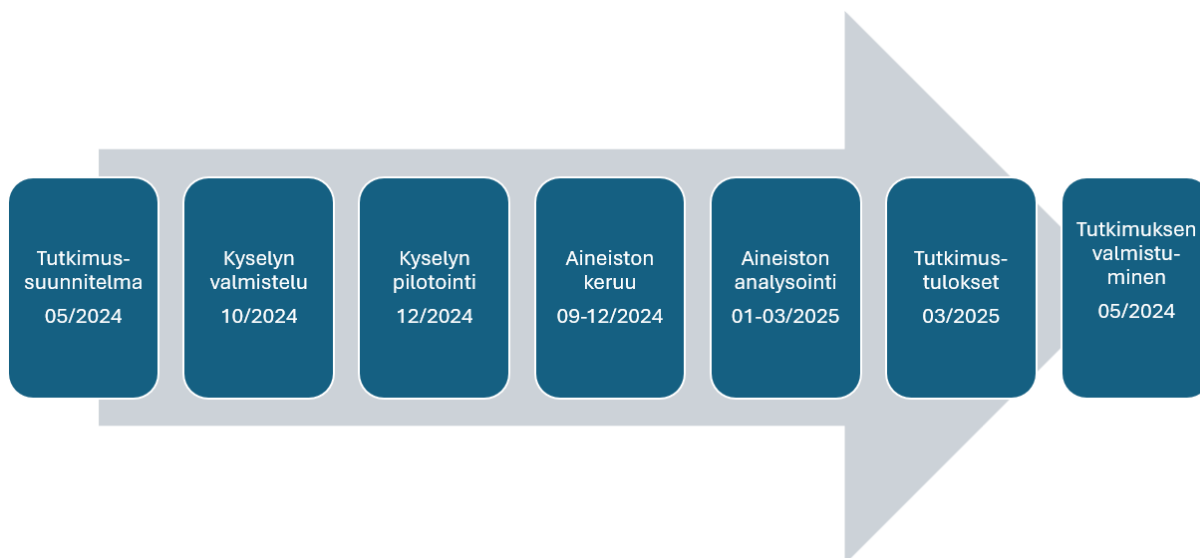 Tutkimus-
suunnitelma
05/2024
Kyselyn
valmistelu
10/2024
Kyselyn
pilotointi
12/2024
Aineiston
keruu
09-12/2024
Aineiston
analysointi
01-03/2025
Tutkimus-
tulokset
03/2025
Tutkimuksen
valmistu-
minen
05/2024